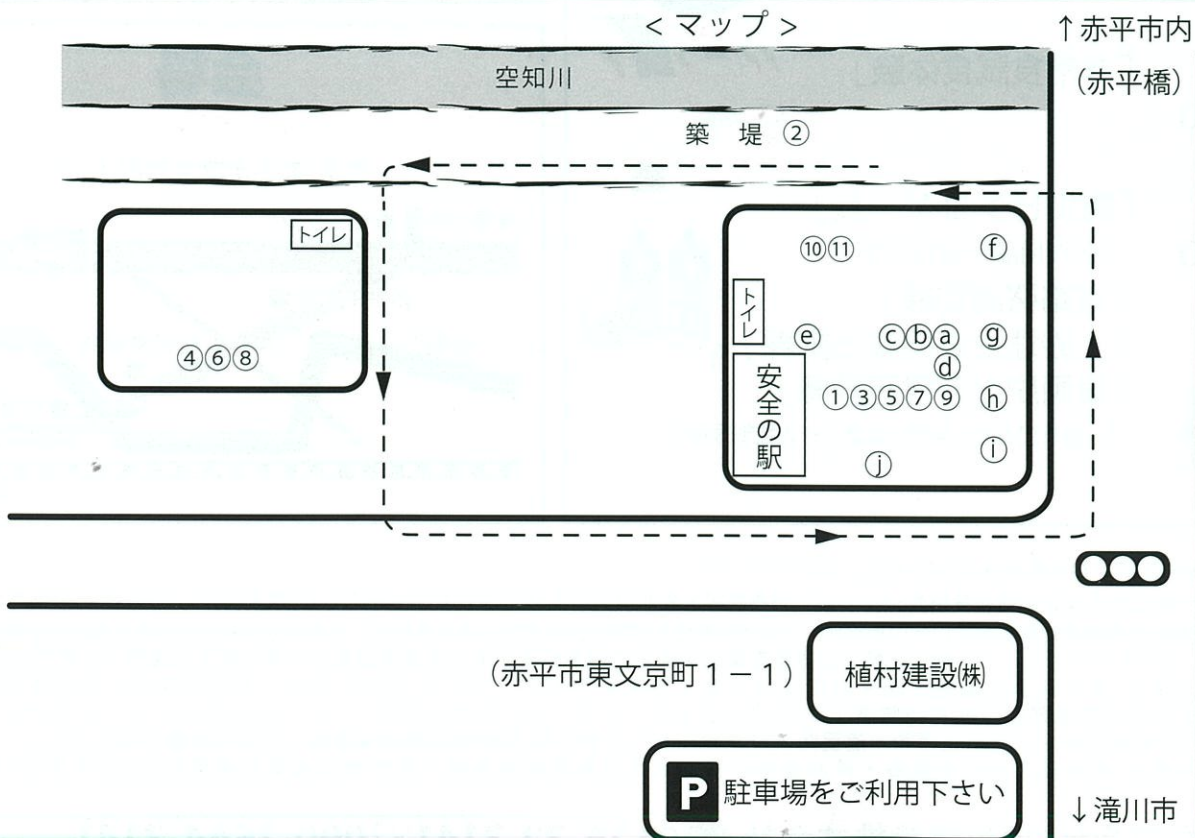 <マップ>
↑赤平市内
(赤平橋)
空知川
築 堤 ②
トイレ
④⑥⑧
⑩⑪
ⓕ
トイレ
ⓔ
ⓒⓑⓐ
ⓖ
ⓓ
安全の駅
①③⑤⑦⑨
ⓗ
ⓘ
ⓙ
(赤平市東文京町1-1)
植村建設㈱
P 駐車場をご利用下さい
↓滝川市